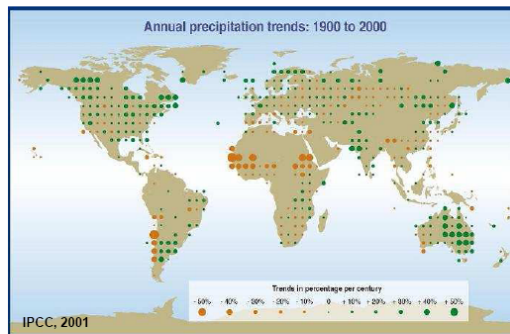 Annual precipitation trends: 1900 to 2000
Trends in percentage per century
- 50% - 40% - 30% - 20% - 10% 0 + 10% + 20% + 30% + 40% + 50%
IPCC, 2001